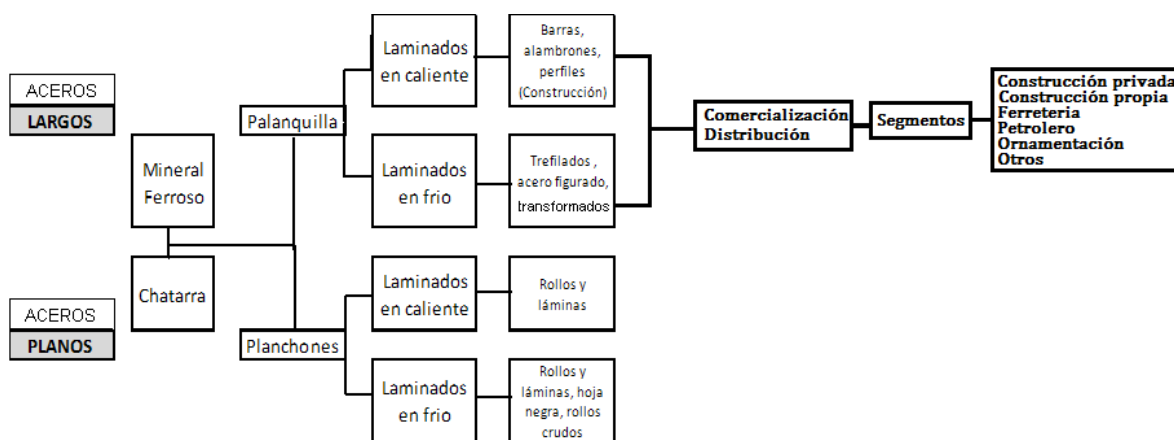 ACEROS
LARGOS
Mineral
Ferroso
Chatarra
ACEROS
PLANOS
Palanquilla
Planchones
Laminados
en caliente
Laminados
en frio
Laminados
en caliente
Laminados
en frio
Barras,
alambrones,
perfiles
(Construcción)
Trefilados ,
acero figurado,
transformados
Rollos y
láminas
Rollos y
láminas, hoja
negra, rollos
crudos
Comercialización
Distribución
Segmentos
Construcción privada
Construcción propia
Ferreteria
Petrolero
Ornamentación
Otros